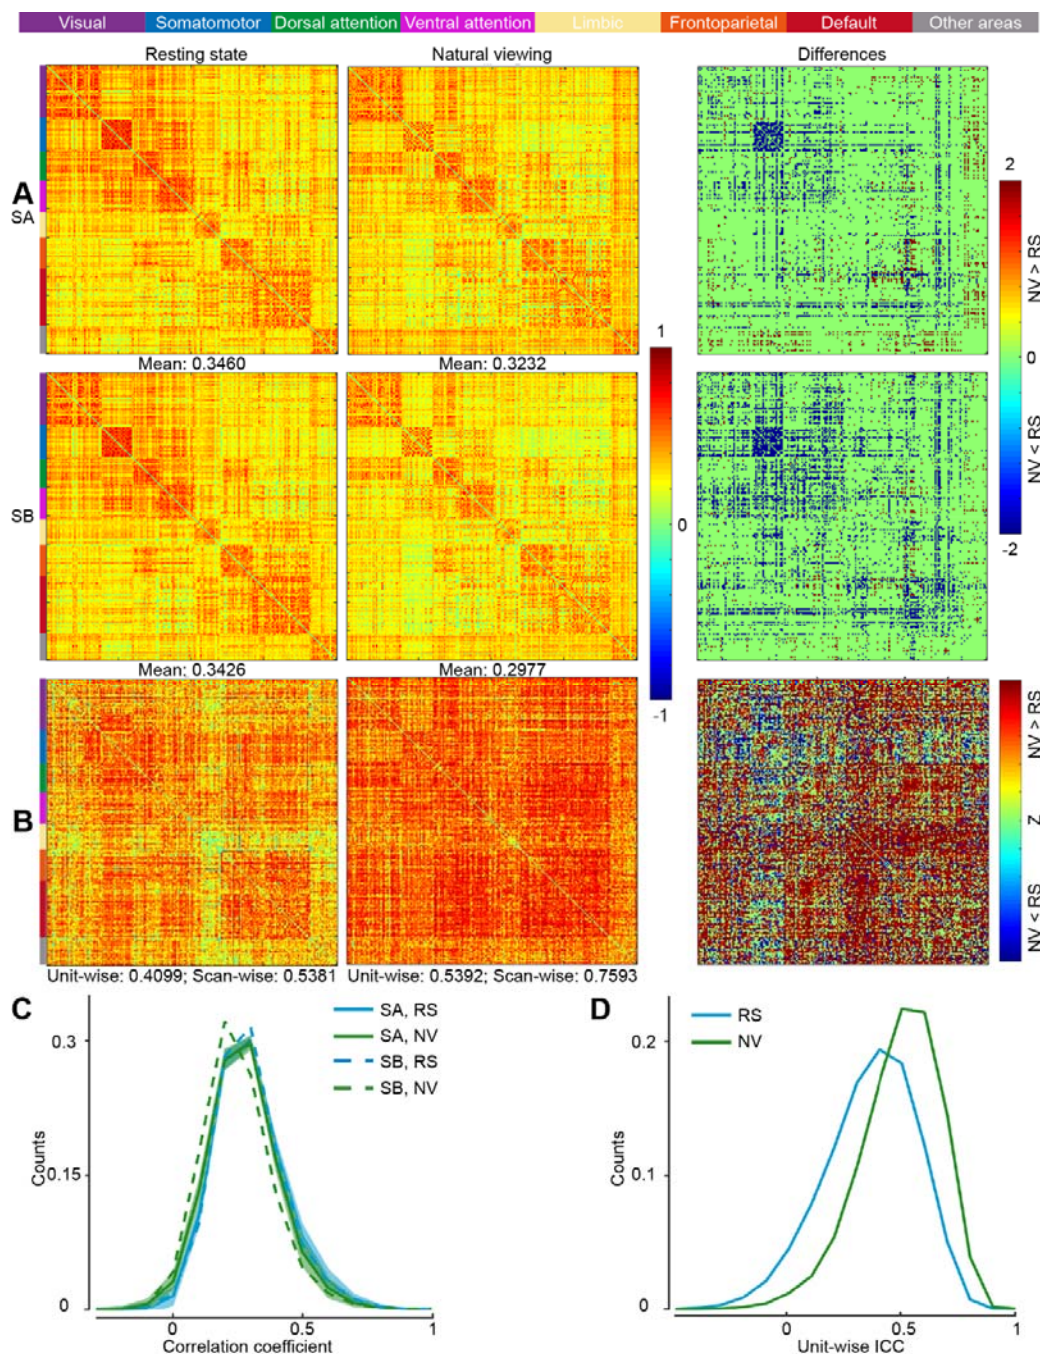 Visual Somatomotor Dorsal attention Ventral attention Limbic Frontoparietal Default Other areas
Resting state Natural viewing Differences
A
SA
2
NV > RS
0
NV < RS
-2
Mean: 0.3460 Mean: 0.3232
1
0
-1
SB
Mean: 0.3426 Mean: 0.2977
B
NV > RS
Z
NV < RS
Unit-wise: 0.4099; Scan-wise: 0.5381 Unit-wise: 0.5392; Scan-wise: 0.7593
C
SA, RS
SA, NV
SB, RS
SB, NV
0.3
0.15
0
Counts
0 0.5 1
Correlation coefficient
D
RS
NV
0.2
0.1
0
Counts
0 0.5 1
Unit-wise ICC